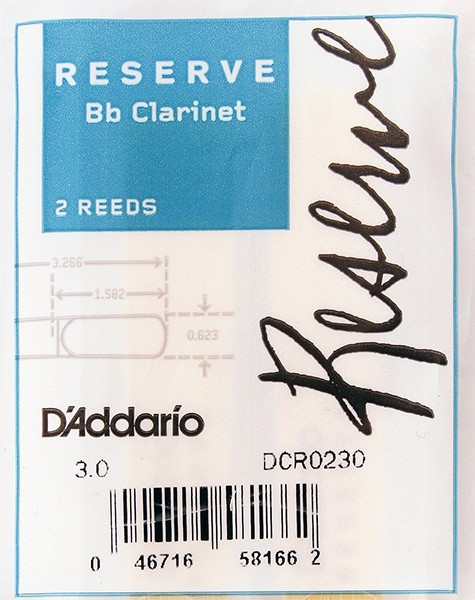 RESERVE
Bb Clarinet
2 REEDS
Reserve
3.266
1.582
0.623
D'Addario
3.0 DCR0230
0 46716 58166 2